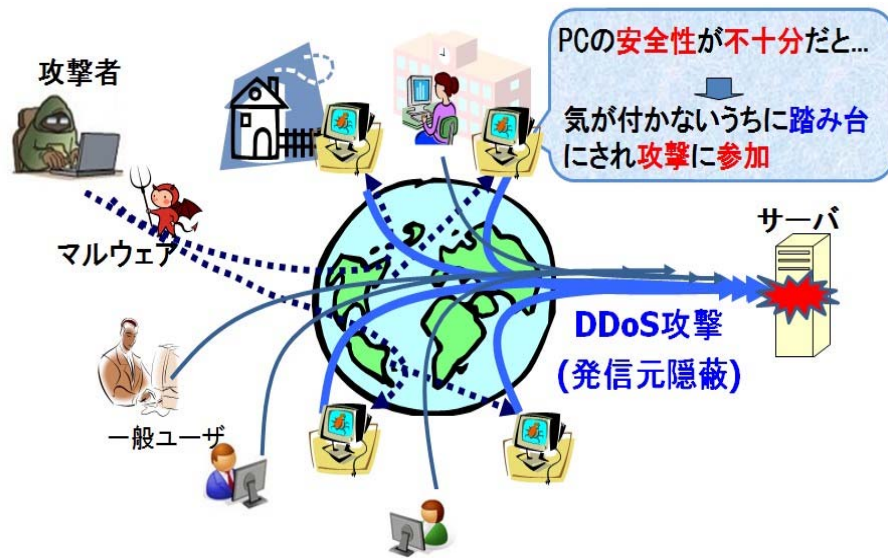 攻撃者
マルウェア
一般ユーザ
PCの安全性が不十分だと…
気が付かないうちに踏み台
にされ攻撃に参加
サーバ
DDoS攻撃
(発信元隠蔽)